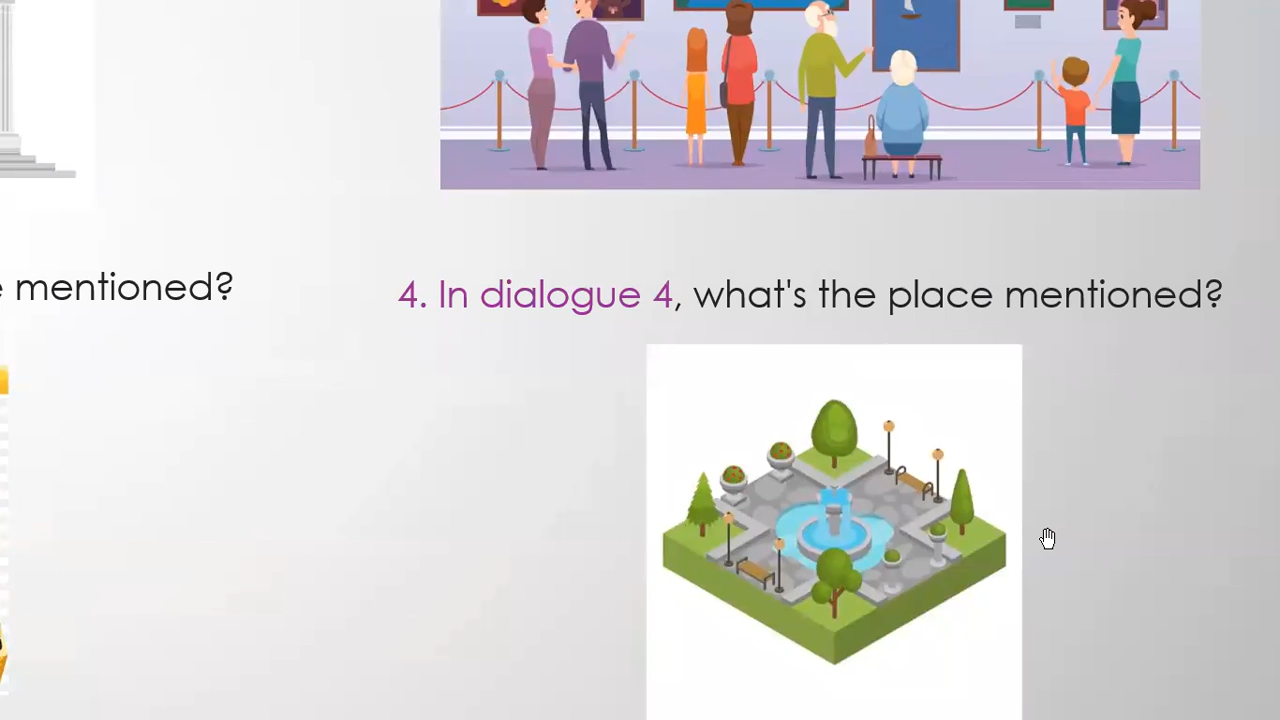 mentioned?
4. In dialogue 4, what's the place mentioned?